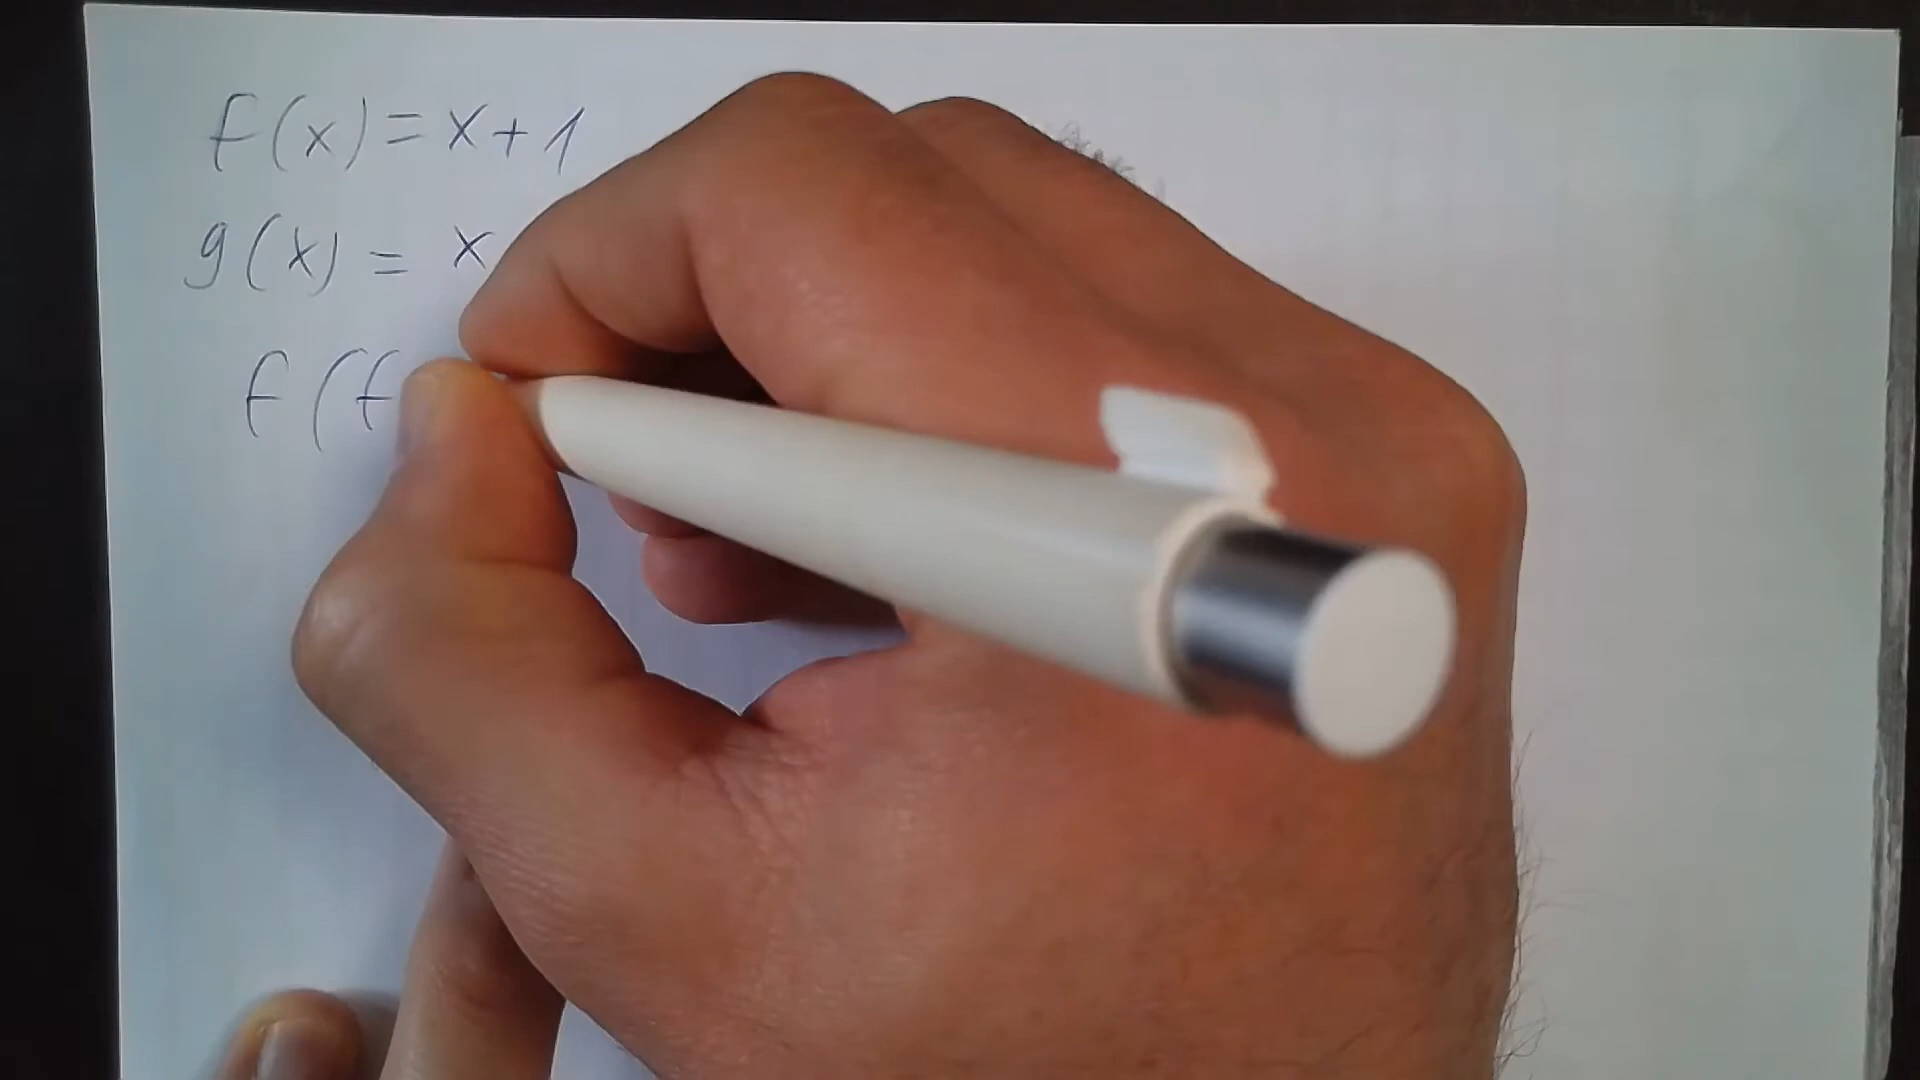 f(x)=x+1
g(x) = x
f(f